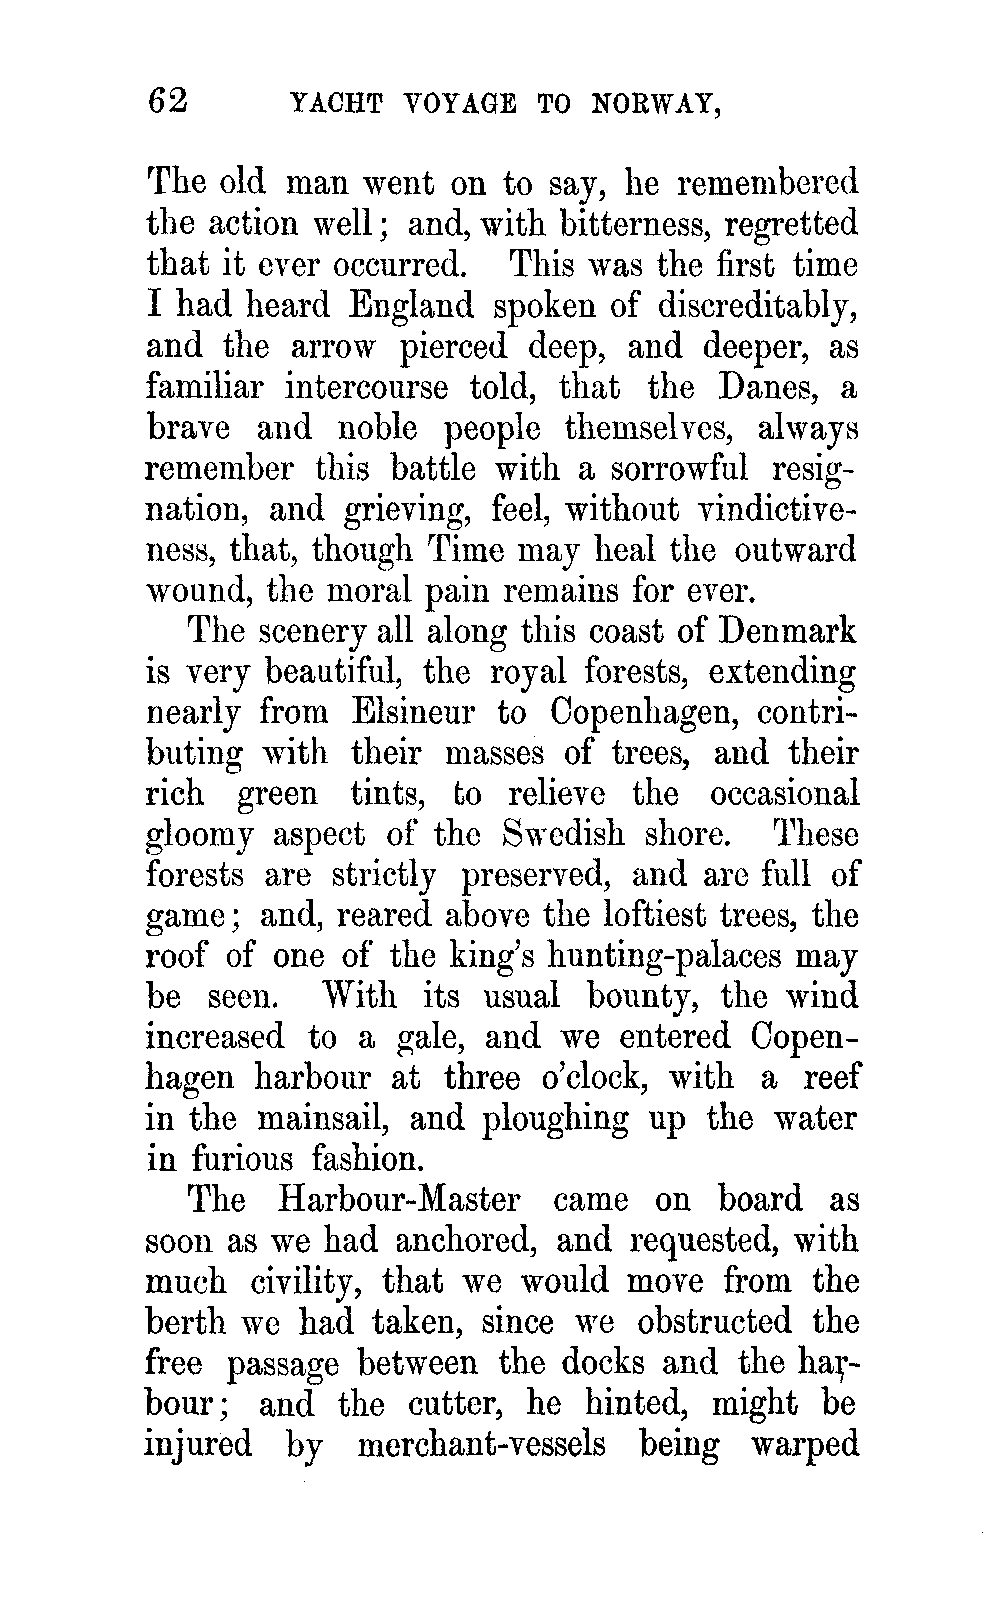 62 YACHT VOYAGE TO NORWAY,
The old man went on to say, he remembered
the action well; and, with bitterness, regretted
that it ever occurred. This was the first time
I had heard England spoken of discreditably,
and the arrow pierced deep, and deeper, as
familiar intercourse told, that the Danes, a
brave and noble people themselves, always
remember this battle with a sorrowful resig-
nation, and grieving, feel, without vindictive-
ness, that, though Time may heal the outward
wound, the moral pain remains for ever.
The scenery all along this coast of Denmark
is very beautiful, the royal forests, extending
nearly from Elsineur to Copenhagen, contri-
buting with their masses of trees, and their
rich green tints, to relieve the occasional
gloomy aspect of the Swedish shore. These
forests are strictly preserved, and are full of
game; and, reared above the loftiest trees, the
roof of one of the king's hunting-palaces may
be seen. With its usual bounty, the wind
increased to a gale, and we entered Copen-
hagen harbour at three o'clock, with a reef
in the mainsail, and ploughing up the water
in furious fashion.
The Harbour-Master came on board as
soon as we had anchored, and requested, with
much civility, that we would move from the
berth we had taken, since we obstructed the
free passage between the docks and the har-
bour; and the cutter, he hinted, might be
injured by merchant-vessels being warped